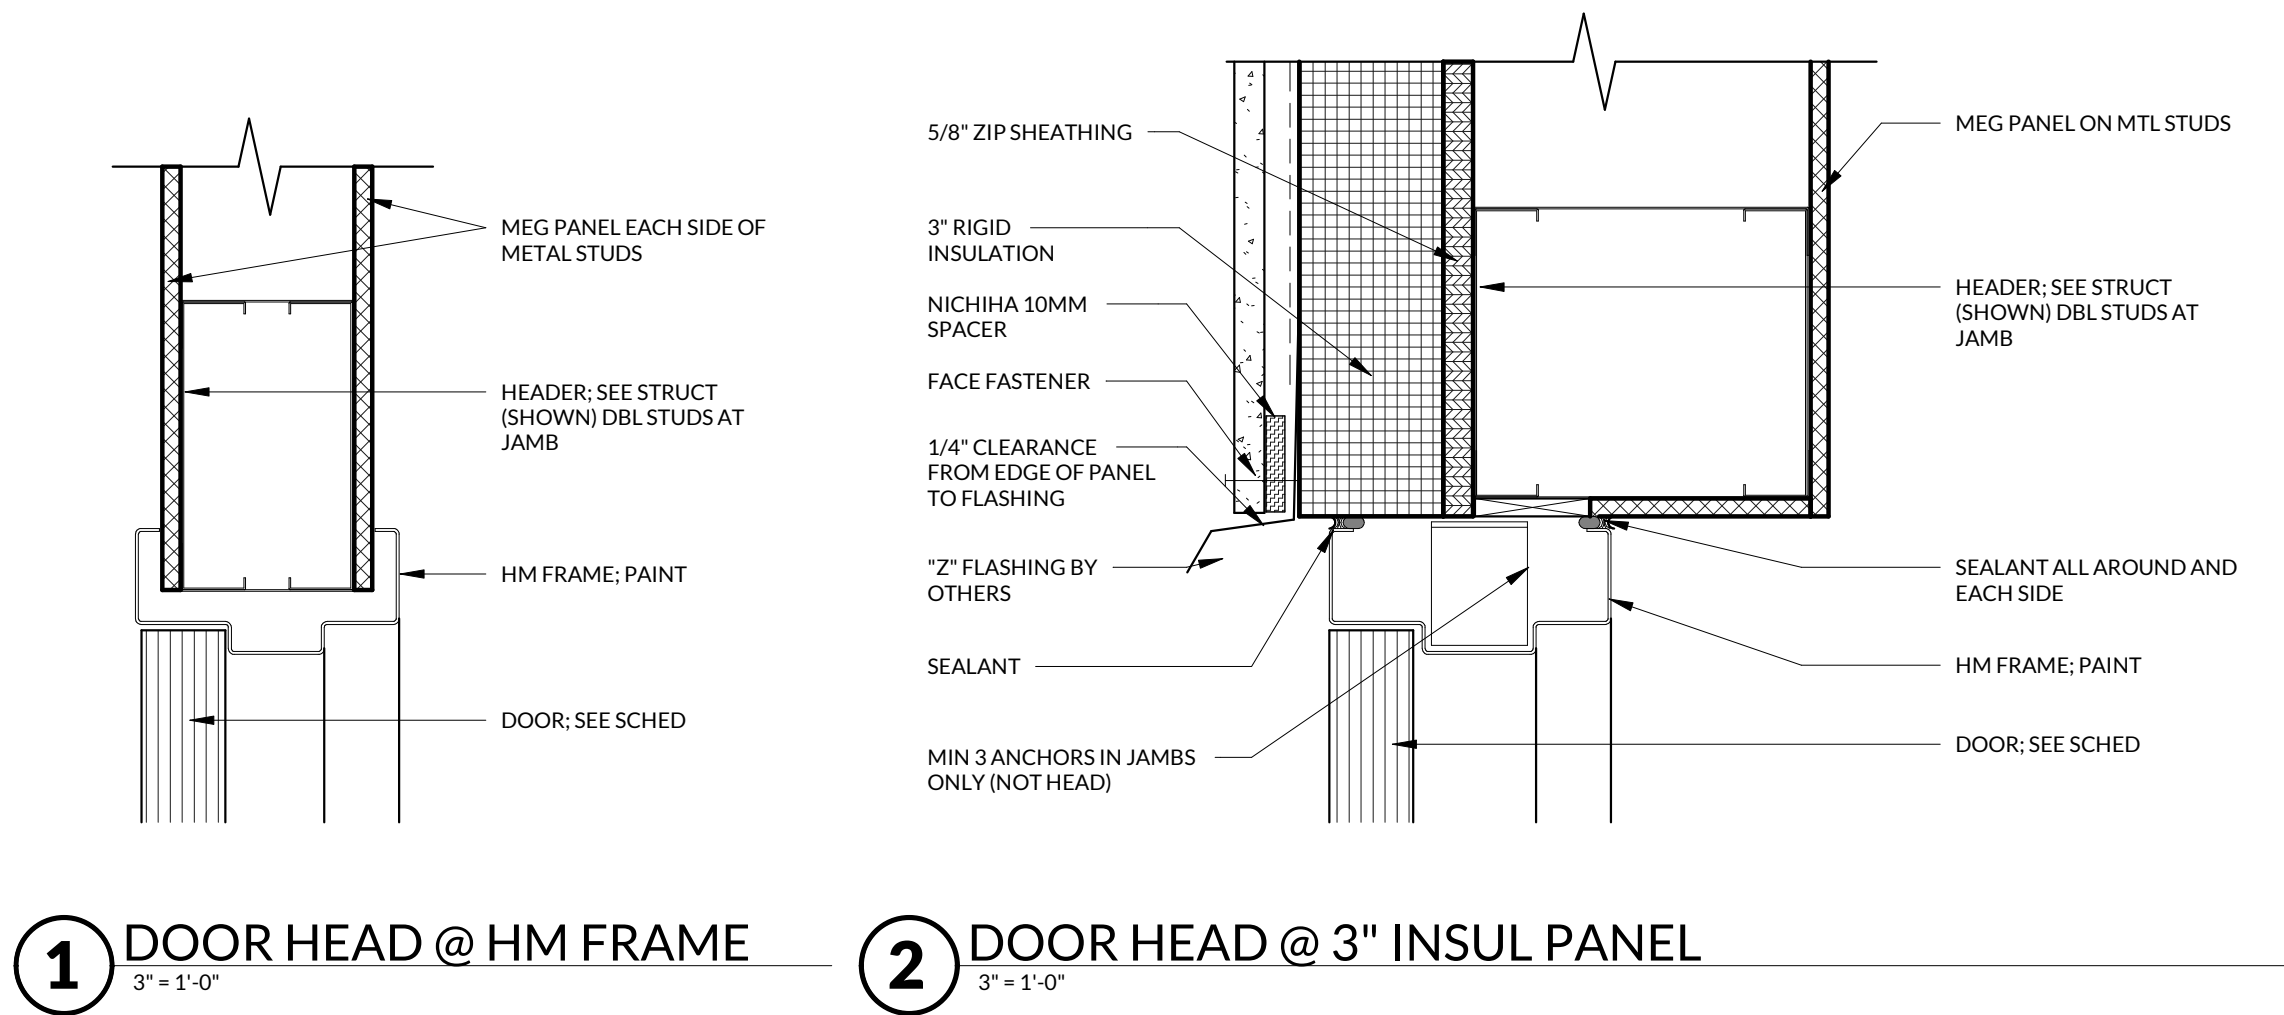 MEG PANEL EACH SIDE OF
METAL STUDS
HEADER; SEE STRUCT
(SHOWN) DBL STUDS AT
JAMB
HM FRAME; PAINT
DOOR; SEE SCHED
1
DOOR HEAD @ HM FRAME
3" = 1'-0"
5/8" ZIP SHEATHING
3" RIGID
INSULATION
NICHIHA 10MM
SPACER
FACE FASTENER
1/4" CLEARANCE
FROM EDGE OF PANEL
TO FLASHING
"Z" FLASHING BY
OTHERS
SEALANT
MIN 3 ANCHORS IN JAMBS
ONLY (NOT HEAD)
MEG PANEL ON MTL STUDS
HEADER; SEE STRUCT
(SHOWN) DBL STUDS AT
JAMB
SEALANT ALL AROUND AND
EACH SIDE
HM FRAME; PAINT
DOOR; SEE SCHED
2
DOOR HEAD @ 3" INSUL PANEL
3" = 1'-0"